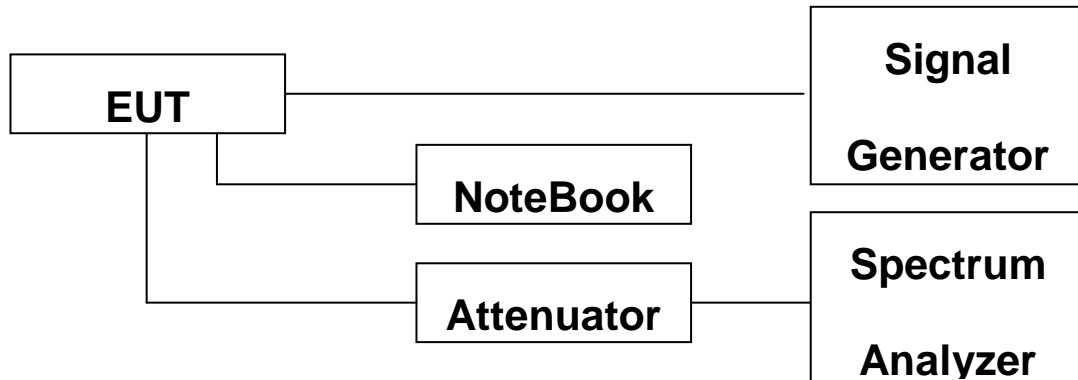 EUT
Signal
Generator
NoteBook
Attenuator
Spectrum
Analyzer